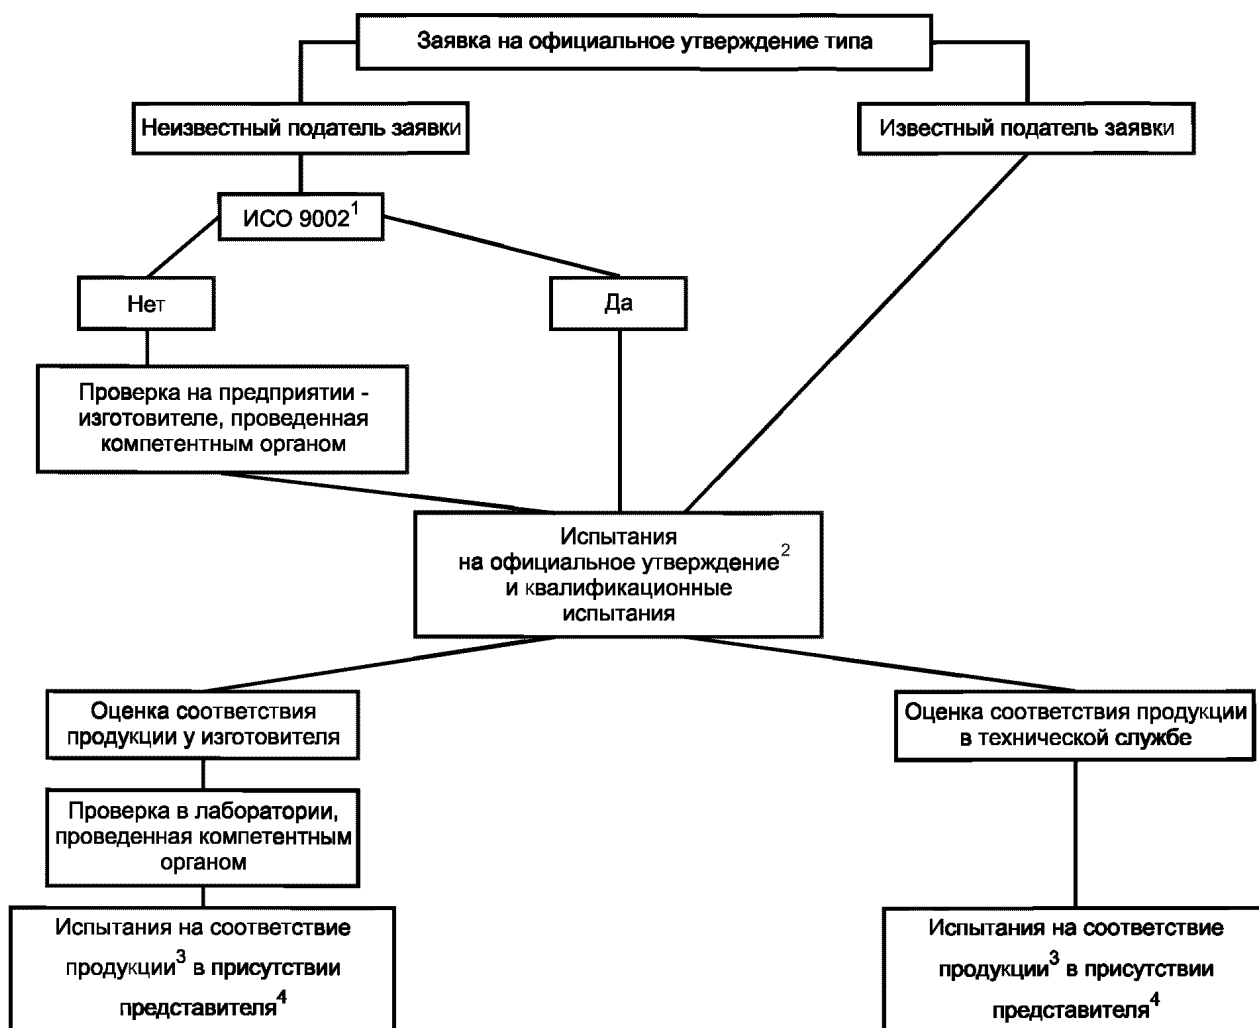 Заявка на официальное утверждение типа
Неизвестный податель заявки
Известный податель заявки
ИСО 9002¹
Нет
Да
Проверка на предприятии -
изготовителе, проведенная
компетентным органом
Испытания
на официальное утверждение²
и квалификационные
испытания
Оценка соответствия
продукции у изготовителя
Оценка соответствия продукции
в технической службе
Проверка в лаборатории,
проведенная компетентным
органом
Испытания на соответствие
продукции³ в присутствии
представителя⁴
Испытания на соответствие
продукции³ в присутствии
представителя⁴